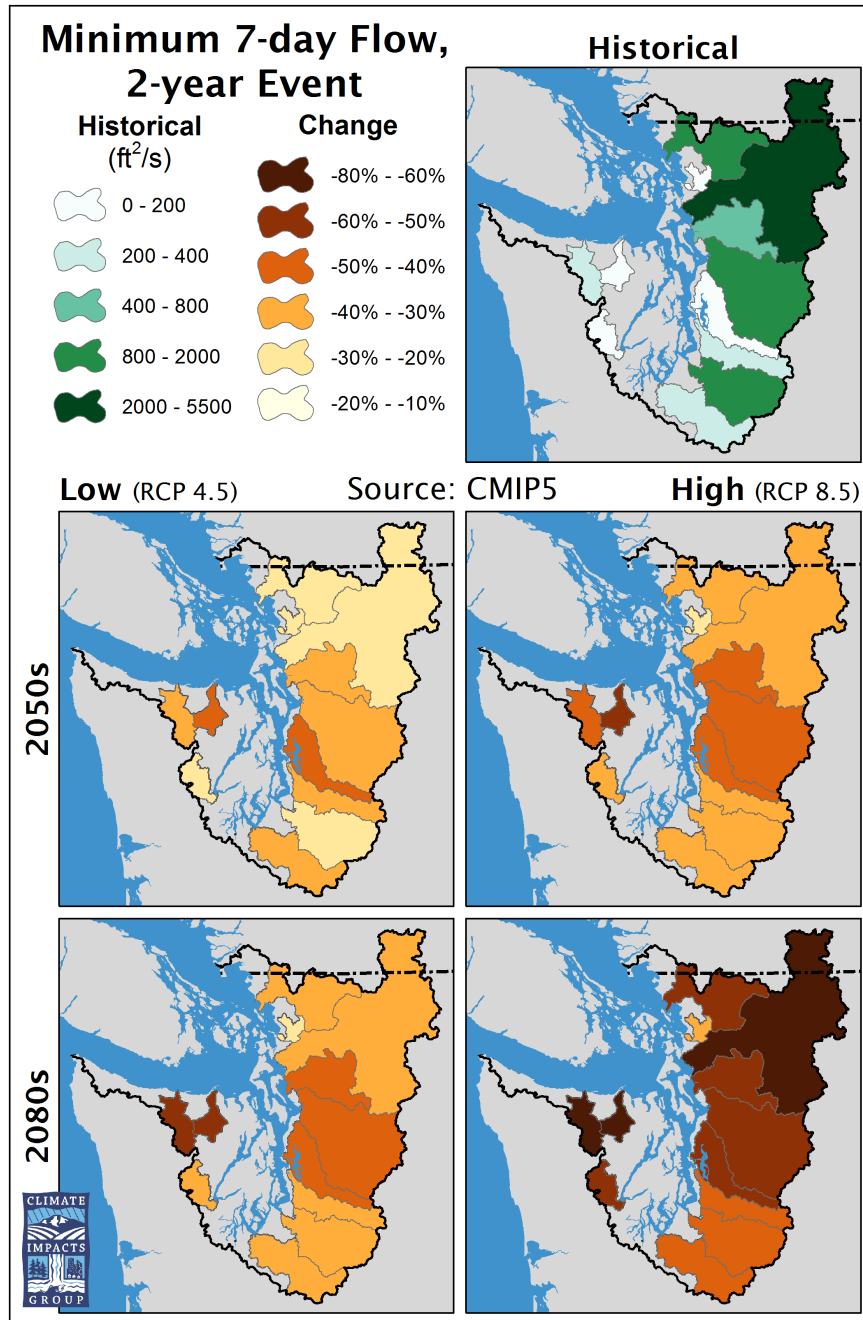 Minimum 7-day Flow,
2-year Event
Historical
(ft²/s)
0 - 200
200 - 400
400 - 800
800 - 2000
2000 - 5500
Change
-80% - -60%
-60% - -50%
-50% - -40%
-40% - -30%
-30% - -20%
-20% - -10%
Historical
Low (RCP 4.5)
Source: CMIP5
High (RCP 8.5)
2050s
2080s
CLIMATE
IMPACTS
GROUP